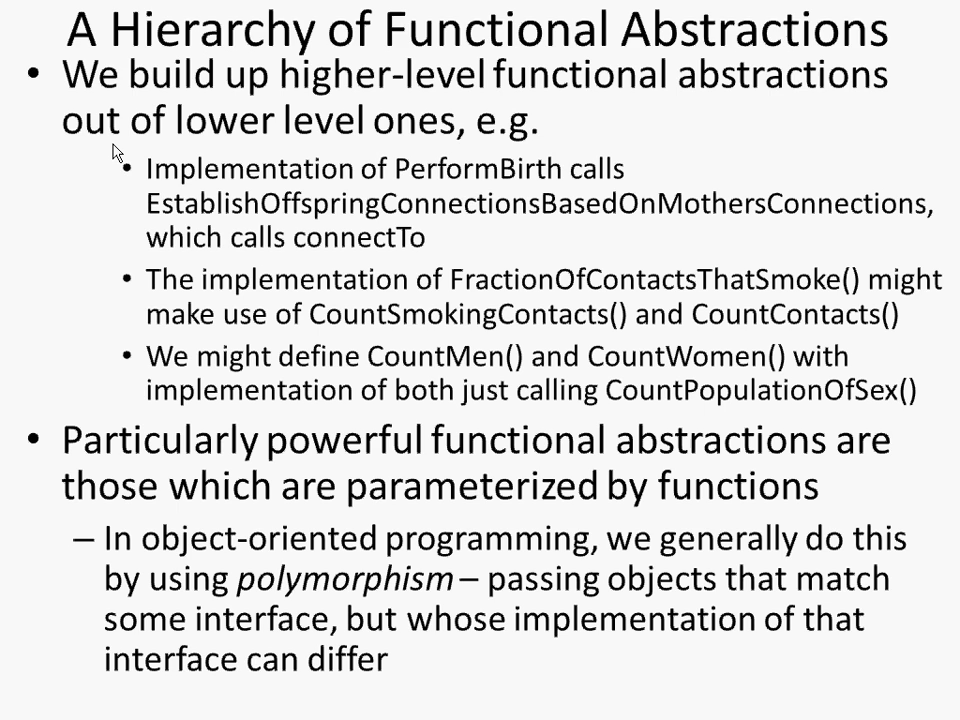 A Hierarchy of Functional Abstractions
• We build up higher-level functional abstractions
out of lower level ones, e.g.
• Implementation of PerformBirth calls
EstablishOffspringConnectionsBasedOnMothersConnections,
which calls connectTo
• The implementation of FractionOfContactsThatSmoke() might
make use of CountSmokingContacts() and CountContacts()
• We might define CountMen() and CountWomen() with
implementation of both just calling CountPopulationOfSex()
• Particularly powerful functional abstractions are
those which are parameterized by functions
– In object-oriented programming, we generally do this
by using polymorphism – passing objects that match
some interface, but whose implementation of that
interface can differ